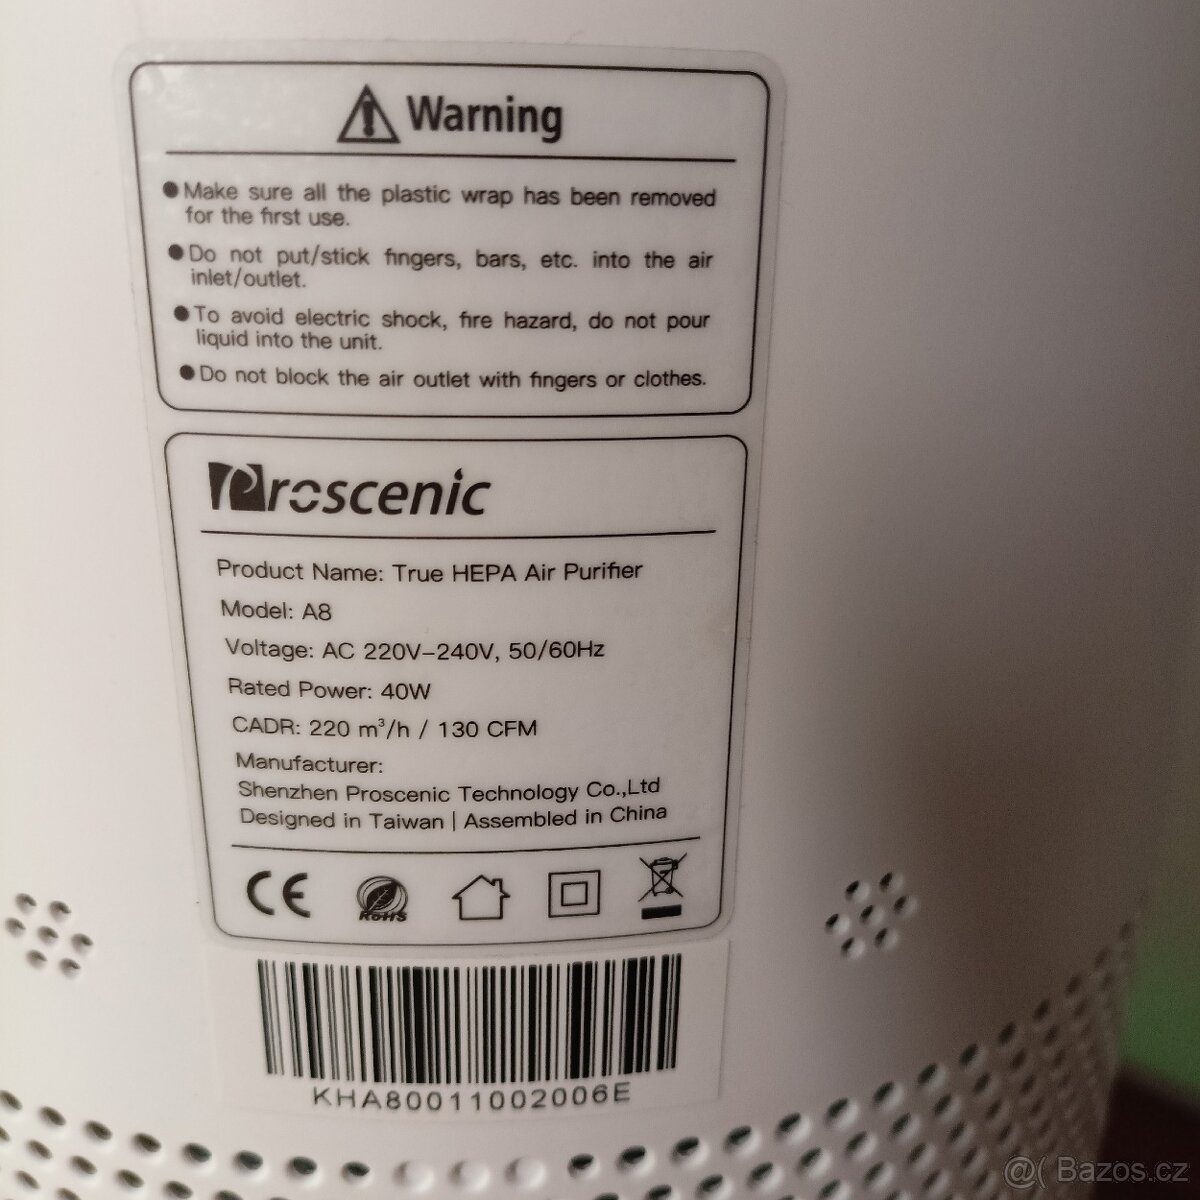 Warning
● Make sure all the plastic wrap has been removed
for the first use.
● Do not put/stick fingers, bars, etc. into the air
inlet/outlet.
● To avoid electric shock, fire hazard, do not pour
liquid into the unit.
● Do not block the air outlet with fingers or clothes.
Proscenic
Product Name: True HEPA Air Purifier
Model: A8
Voltage: AC 220V–240V, 50/60Hz
Rated Power: 40W
CADR: 220 m³/h / 130 CFM
Manufacturer:
Shenzhen Proscenic Technology Co.,Ltd
Designed in Taiwan | Assembled in China
CE RoHS
KHA80011002006E
@( Bazos.cz